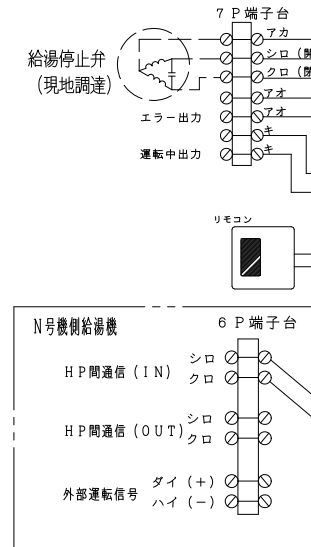 7P端子台
アカ
給湯停止弁
(現地調達)
シロ(開
クロ(閉
アオ
エラー出力
アオ
キ
運転中出力
キ
リモコン
N号機側給湯機
6P端子台
HP間通信(IN)
シロ
クロ
HP間通信(OUT)
シロ
クロ
外部運転信号
ダイ(+)
ハイ(-)